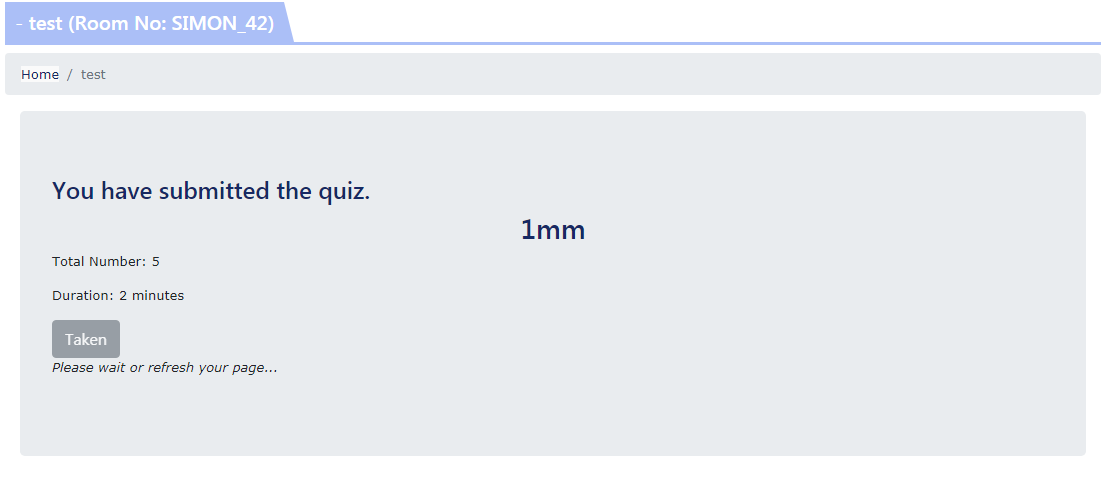 - test (Room No: SIMON_42)
Home / test
You have submitted the quiz.
1mm
Total Number: 5
Duration: 2 minutes
Taken
Please wait or refresh your page...